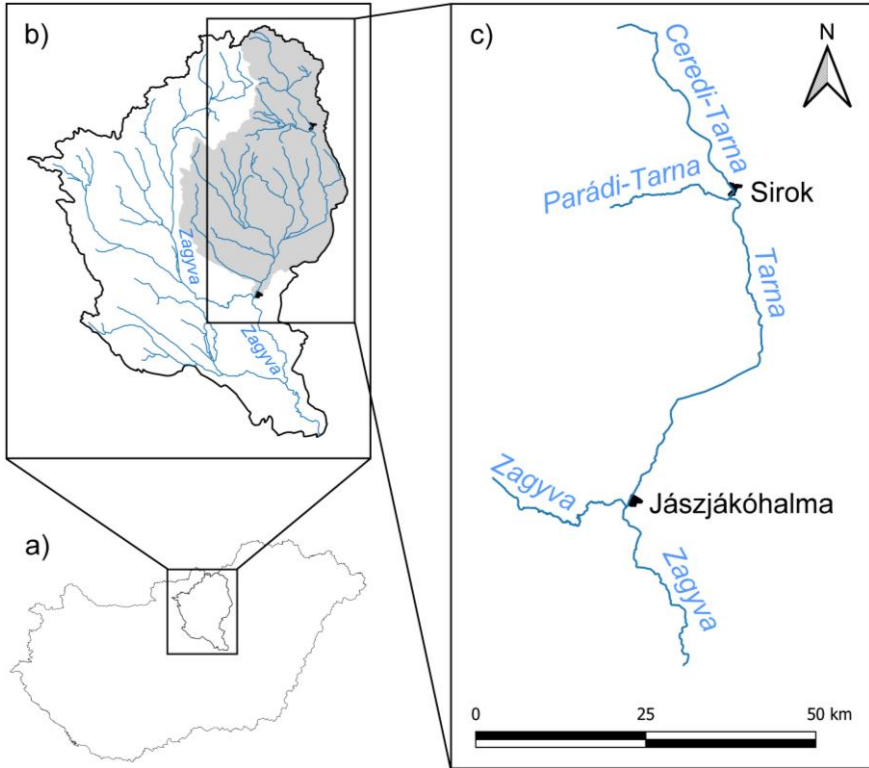 b)
Zagyva
Zagyva
a)
c)
N
Ceredi-Tarna
Parádi-Tarna
Sirok
Tarna
Zagyva
Jászjákóhalma
Zagyva
0 25 50 km